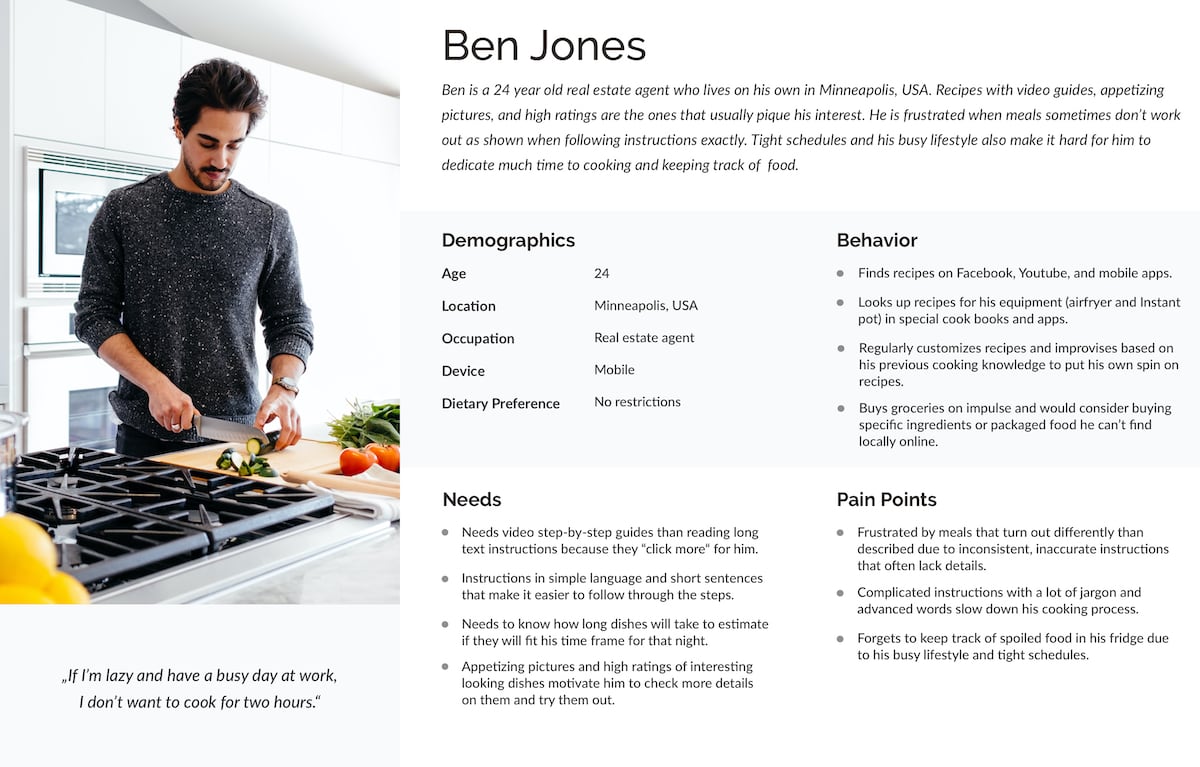 Ben Jones
Ben is a 24 year old real estate agent who lives on his own in Minneapolis, USA. Recipes with video guides, appetizing
pictures, and high ratings are the ones that usually pique his interest. He is frustrated when meals sometimes don't work
out as shown when following instructions exactly. Tight schedules and his busy lifestyle also make it hard for him to
dedicate much time to cooking and keeping track of food.
Demographics
Age 24
Location Minneapolis, USA
Occupation Real estate agent
Device Mobile
Dietary Preference No restrictions
Behavior
Finds recipes on Facebook, Youtube, and mobile apps.
Looks up recipes for his equipment (airfryer and Instant
pot) in special cook books and apps.
Regularly customizes recipes and improvises based on
his previous cooking knowledge to put his own spin on
recipes.
Buys groceries on impulse and would consider buying
specific ingredients or packaged food he can't find
locally online.
Needs
Needs video step-by-step guides than reading long
text instructions because they "click more" for him.
Instructions in simple language and short sentences
that make it easier to follow through the steps.
Needs to know how long dishes will take to estimate
if they will fit his time frame for that night.
Appetizing pictures and high ratings of interesting
looking dishes motivate him to check more details
on them and try them out.
Pain Points
Frustrated by meals that turn out differently than
described due to inconsistent, inaccurate instructions
that often lack details.
Complicated instructions with a lot of jargon and
advanced words slow down his cooking process.
Forgets to keep track of spoiled food in his fridge due
to his busy lifestyle and tight schedules.
„If I'm lazy and have a busy day at work,
I don't want to cook for two hours.“